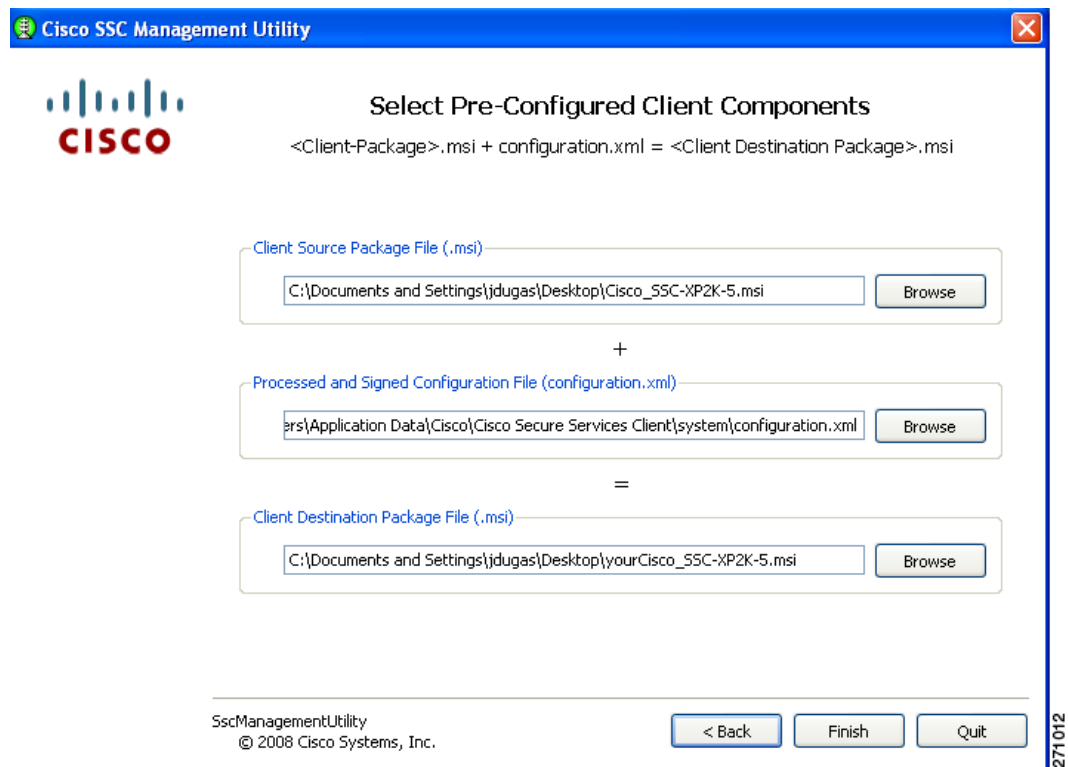 Cisco SSC Management Utility
CISCO
Select Pre-Configured Client Components
<Client-Package>.msi + configuration.xml = <Client Destination Package>.msi
Client Source Package File (.msi)
C:\Documents and Settings\jdugas\Desktop\Cisco_SSC-XP2K-5.msi
Browse
+
Processed and Signed Configuration File (configuration.xml)
ers\Application Data\Cisco\Cisco Secure Services Client\system\configuration.xml
Browse
=
Client Destination Package File (.msi)
C:\Documents and Settings\jdugas\Desktop\yourCisco_SSC-XP2K-5.msi
Browse
SscManagementUtility
© 2008 Cisco Systems, Inc.
< Back
Finish
Quit
271012